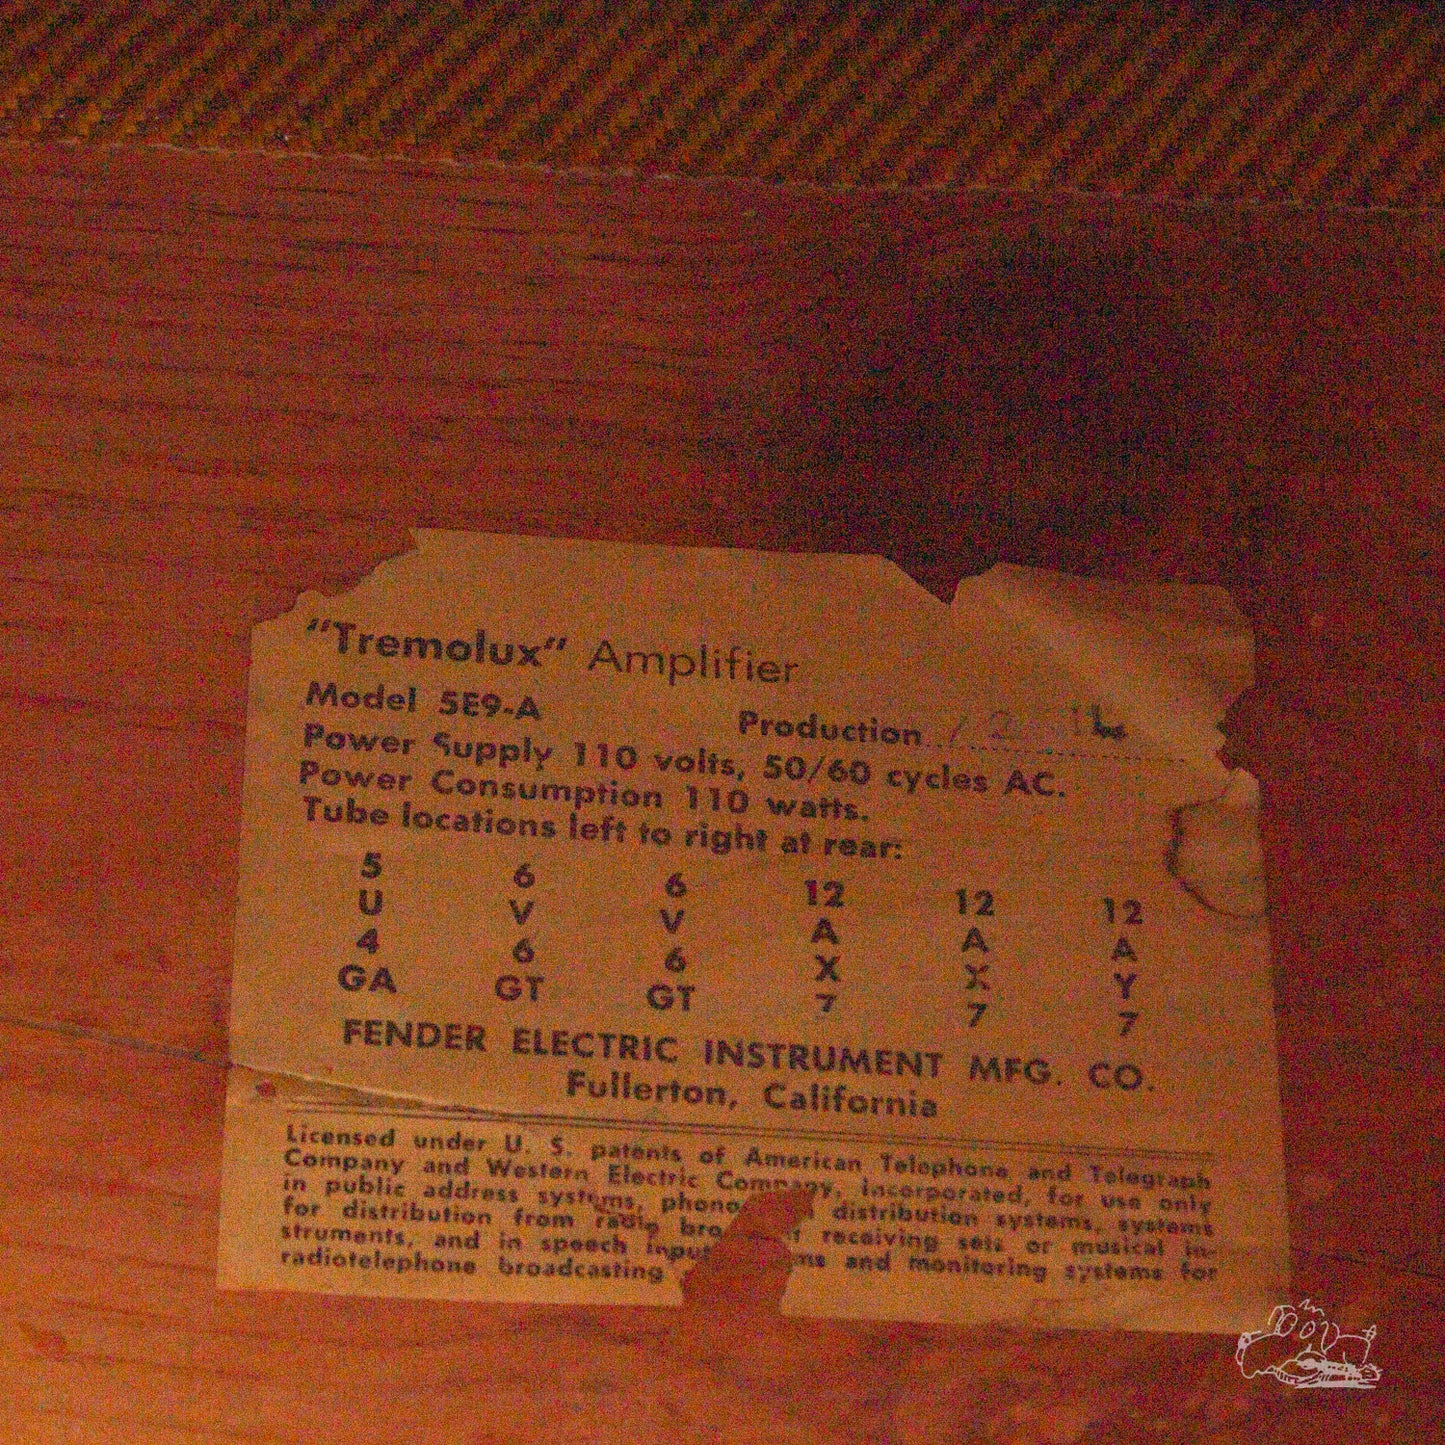 "Tremolux" Amplifier
Model 5E9-A
Production
Power Supply 110 volts, 50/60 cycles AC.
Power Consumption 110 watts.
Tube locations left to right at rear:
5 6 6 12 12 12
U V V A A A
4 6 6 X X Y
GA GT GT 7 7 7
FENDER ELECTRIC INSTRUMENT MFG. CO.
Fullerton, California
Licensed under U. S. patents of American Telephone and Telegraph
Company and Western Electric Company, Incorporated, for use only
in public address systems, distribution systems, systems
for distribution from radio receiving sets or musical in-
struments, and in speech and monitoring systems for
radiotelephone broadcasting